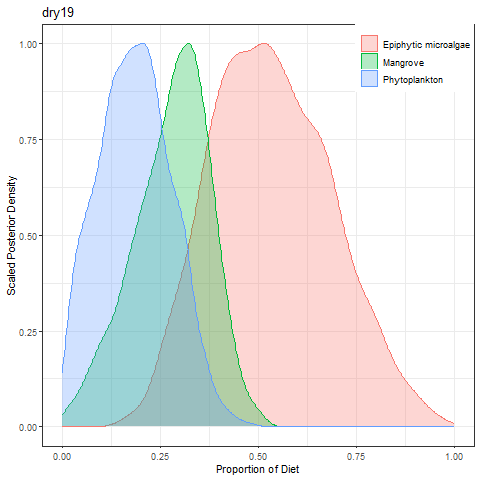 dry19
Epiphytic microalgae
Mangrove
Phytoplankton
Scaled Posterior Density
1.00
0.75
0.50
0.25
0.00
0.00 0.25 0.50 0.75 1.00
Proportion of Diet